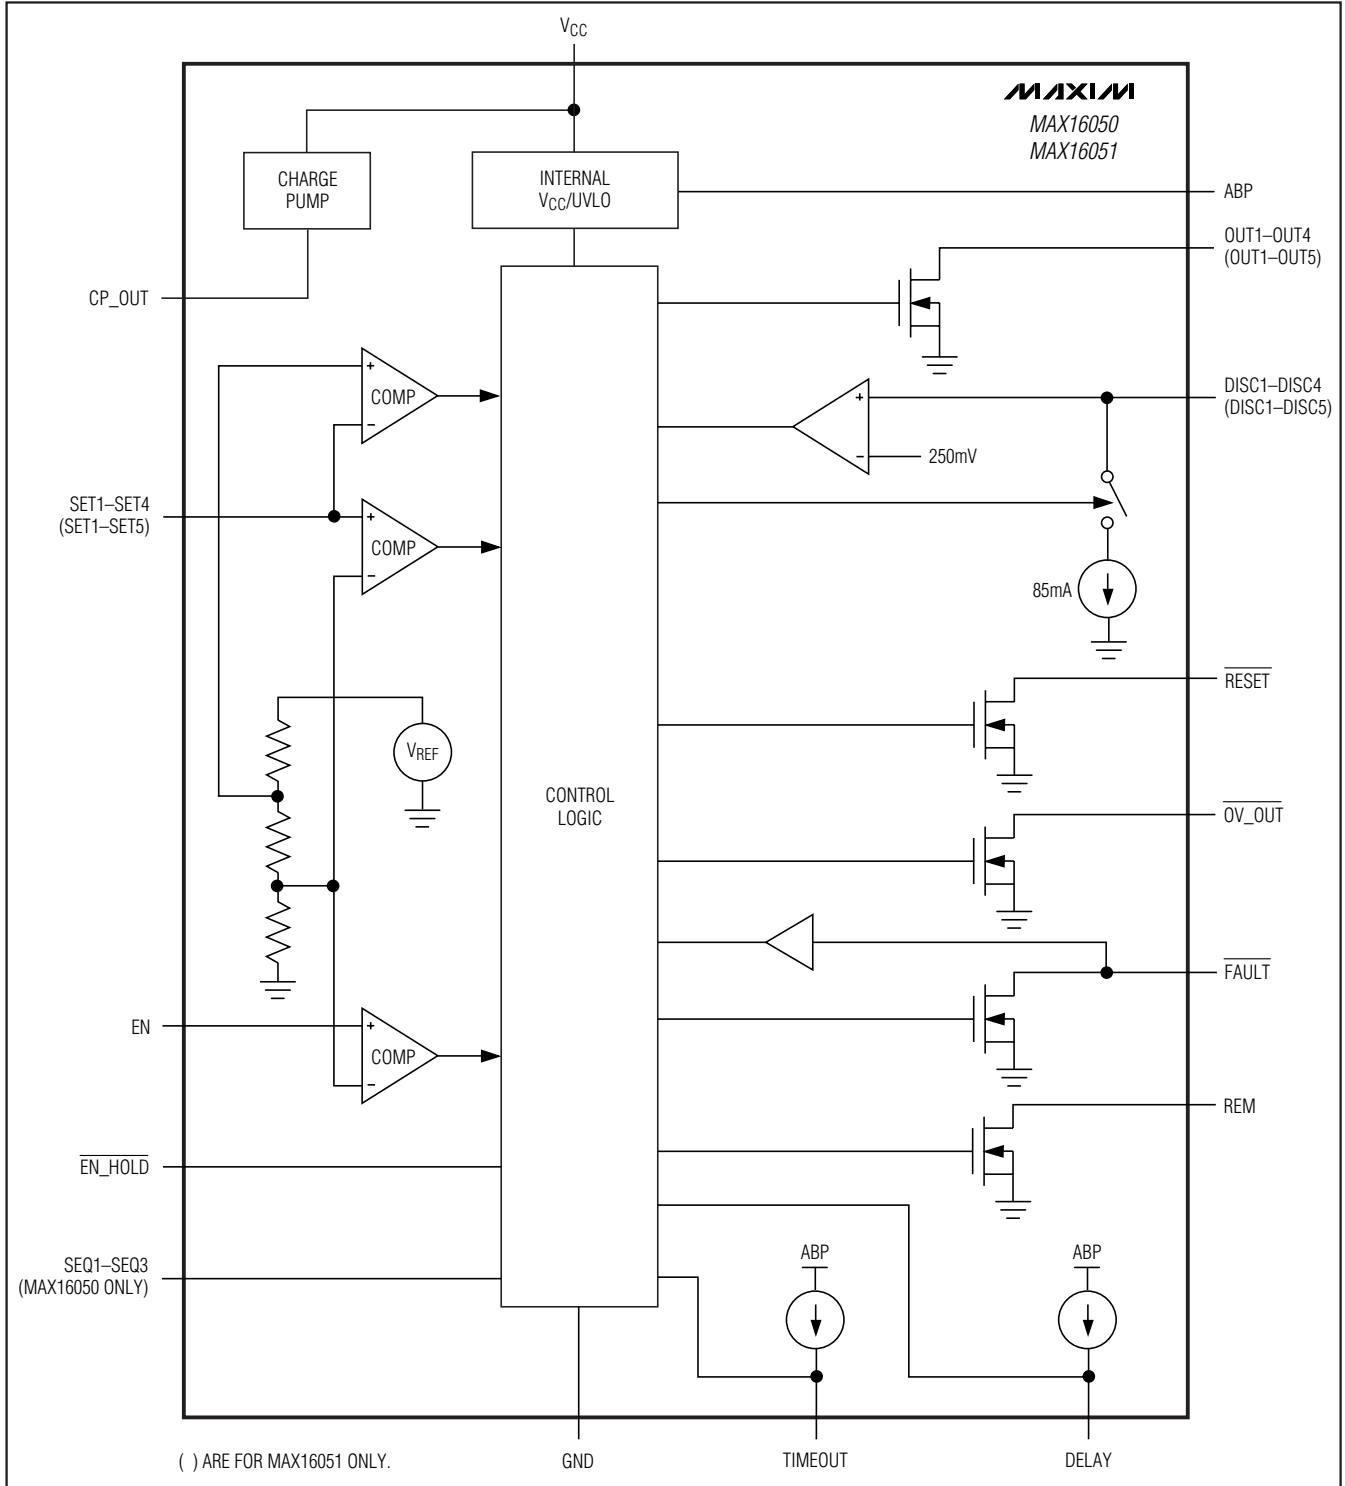 VCC
MAXIM
MAX16050
MAX16051
CHARGE
PUMP
INTERNAL
VCC/UVLO
ABP
OUT1–OUT4
(OUT1–OUT5)
CP_OUT
+
COMP
–
DISC1–DISC4
(DISC1–DISC5)
+
–
250mV
SET1–SET4
(SET1–SET5)
+
COMP
–
85mA
RESET
VREF
CONTROL
LOGIC
OV_OUT
FAULT
EN
+
COMP
–
REM
EN_HOLD
SEQ1–SEQ3
(MAX16050 ONLY)
ABP
ABP
( ) ARE FOR MAX16051 ONLY.
GND
TIMEOUT
DELAY